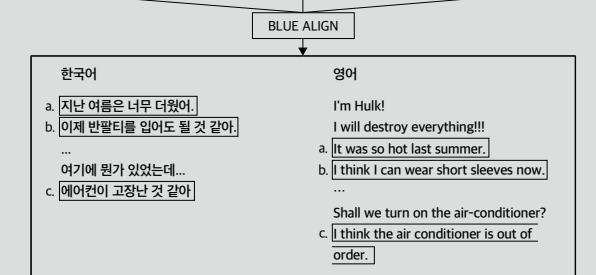 BLUE ALIGN
한국어
a. 지난 여름은 너무 더웠어.
b. 이제 반팔티를 입어도 될 것 같아.
...
여기에 뭔가 있었는데...
c. 에어컨이 고장난 것 같아
영어
I'm Hulk!
I will destroy everything!!!
a. It was so hot last summer.
b. I think I can wear short sleeves now.
...
Shall we turn on the air-conditioner?
c. I think the air conditioner is out of
order.